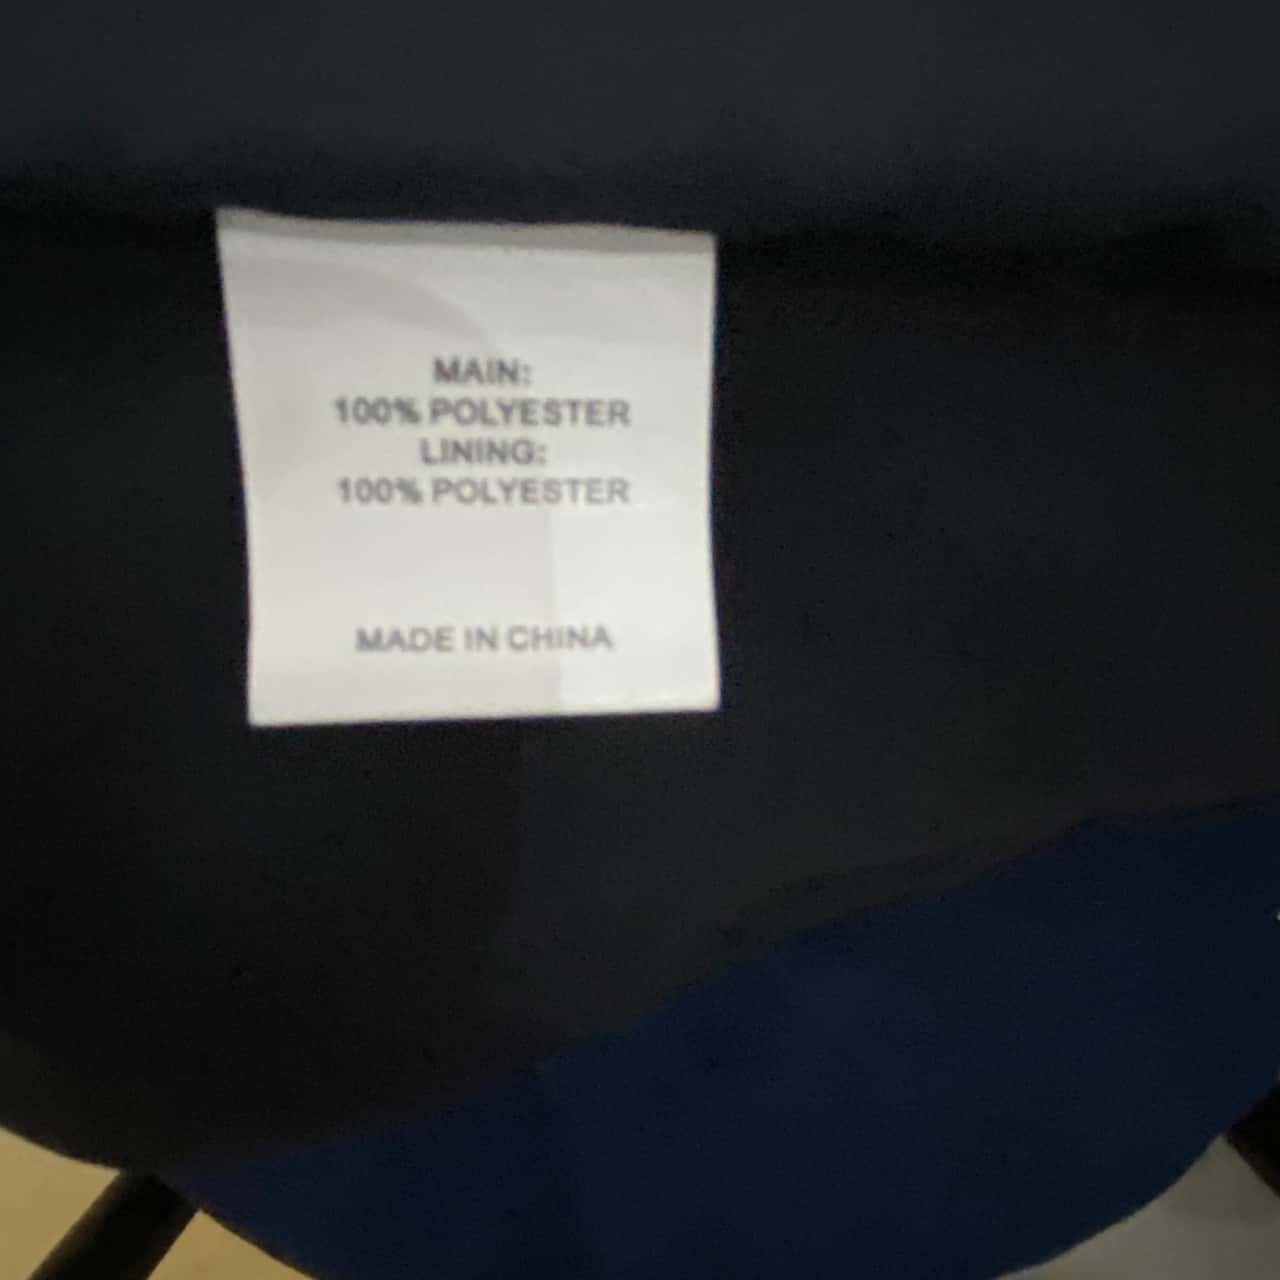 MAIN:
100% POLYESTER
LINING:
100% POLYESTER
MADE IN CHINA